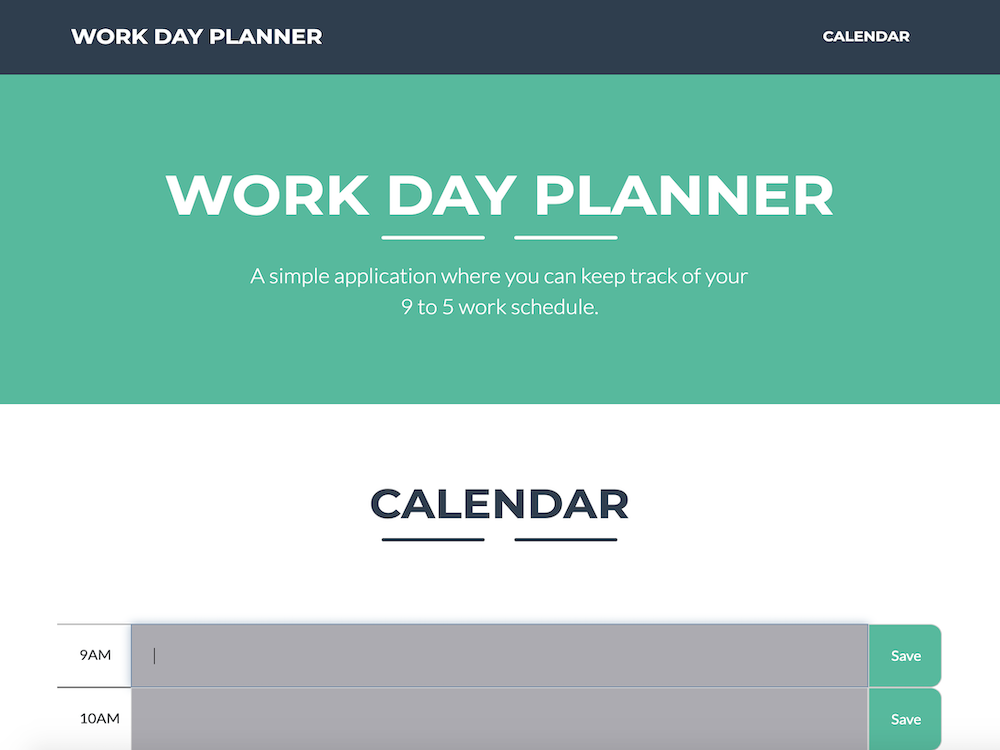 WORK DAY PLANNER
CALENDAR
WORK DAY PLANNER
A simple application where you can keep track of your
9 to 5 work schedule.
CALENDAR
9AM
Save
10AM
Save